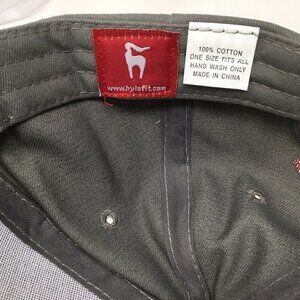 www.hylofit.com
100% COTTON
ONE SIZE FITS ALL
HAND WASH ONLY
MADE IN CHINA